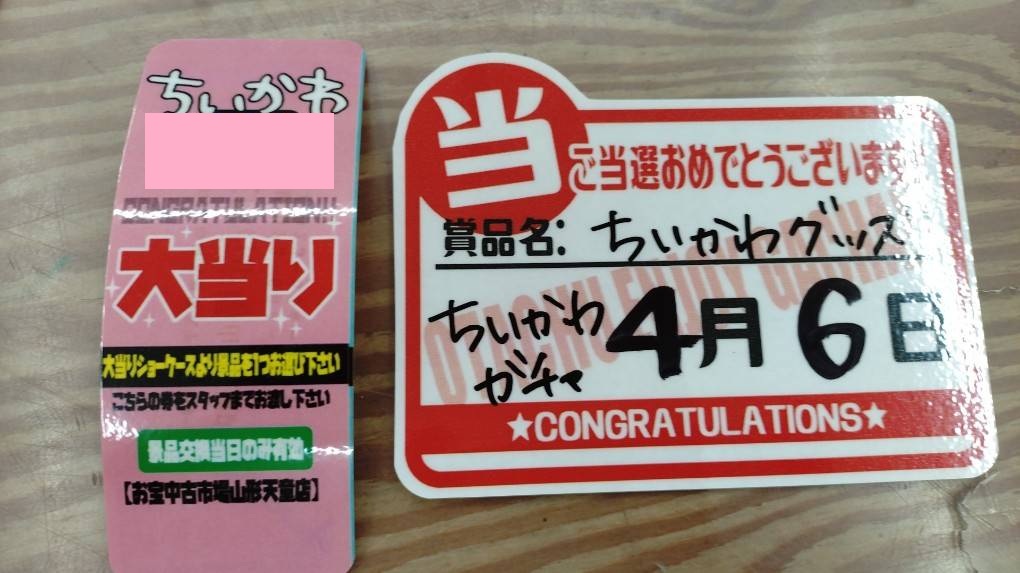 ちいかわ
CONGRATULATION!!
大当り
大当りショーケースより景品を1つお選び下さい
こちらの券をスタッフまでお渡し下さい
景品交換当日のみ有効
【お宝中古市場山形天童店】
当
ご当選おめでとうございます
賞品名: ちいかわグッズ
ちいかわ
ガチャ
4月6日
★CONGRATULATIONS★